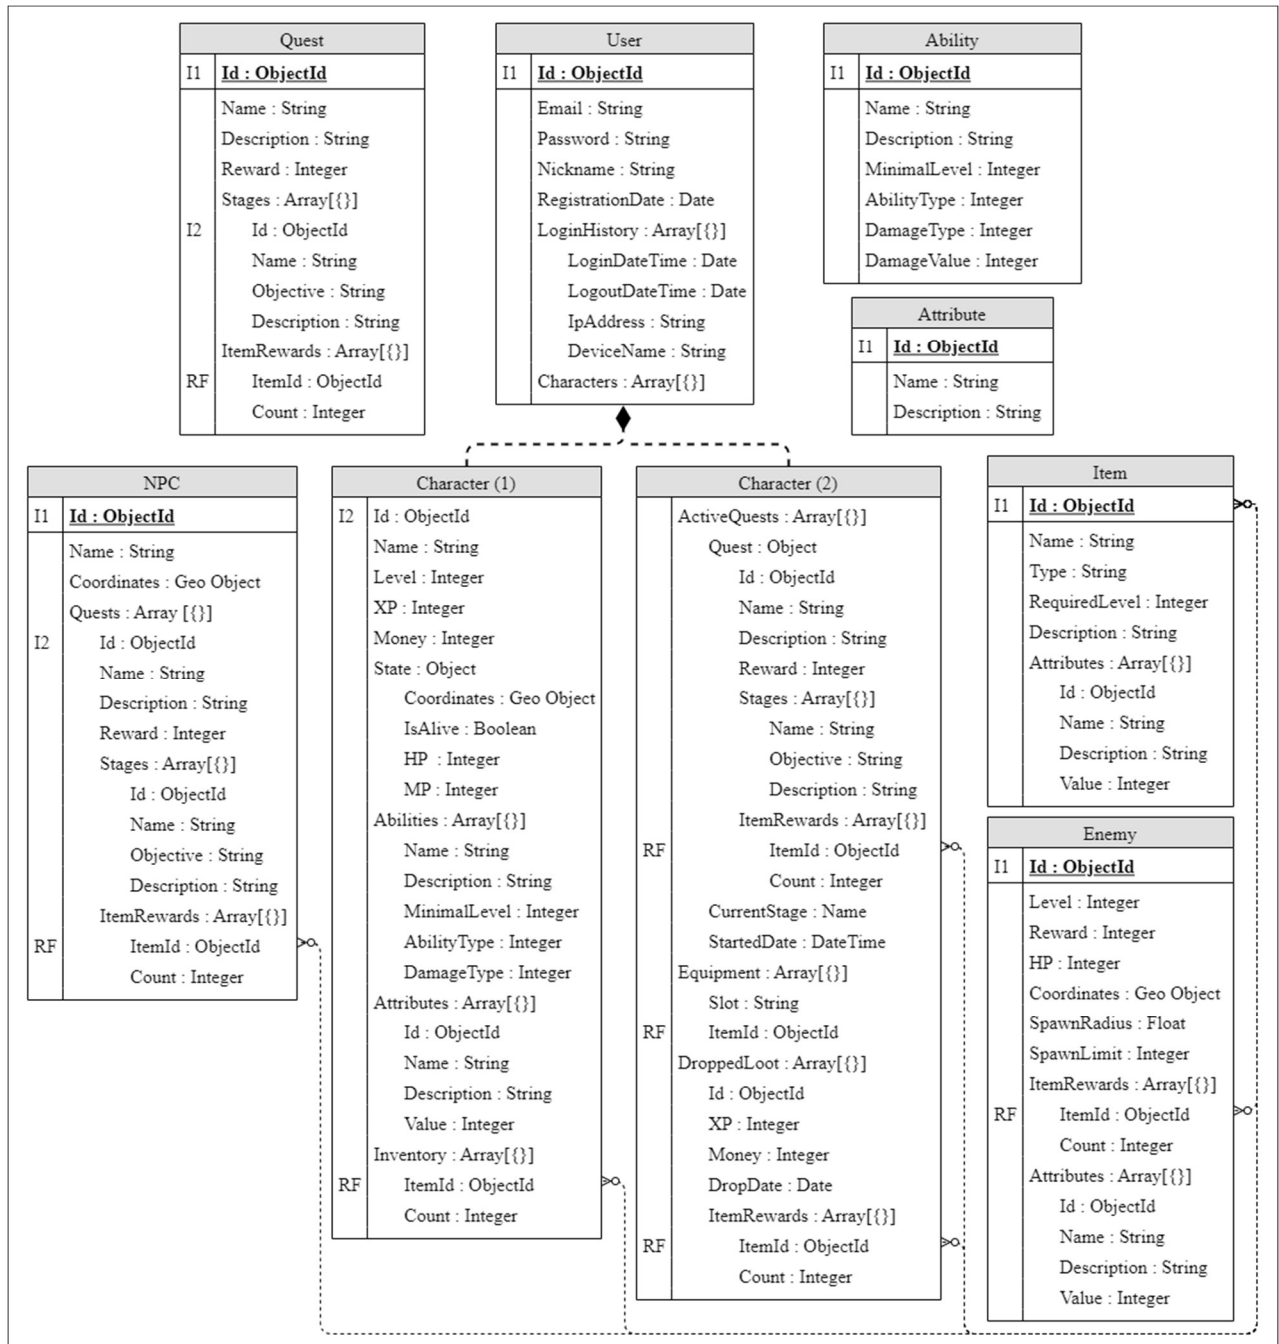 Quest
I1 Id : ObjectId
Name : String
Description : String
Reward : Integer
Stages : Array[{}]
I2 Id : ObjectId
Name : String
Objective : String
Description : String
ItemRewards : Array[{}]
RF ItemId : ObjectId
Count : Integer
User
I1 Id : ObjectId
Email : String
Password : String
Nickname : String
RegistrationDate : Date
LoginHistory : Array[{}]
LoginDateTime : Date
LogoutDateTime : Date
IpAddress : String
DeviceName : String
Characters : Array[{}]
Ability
I1 Id : ObjectId
Name : String
Description : String
MinimalLevel : Integer
AbilityType : Integer
DamageType : Integer
DamageValue : Integer
Attribute
I1 Id : ObjectId
Name : String
Description : String
NPC
I1 Id : ObjectId
Name : String
Coordinates : Geo Object
Quests : Array [{}]
I2 Id : ObjectId
Name : String
Description : String
Reward : Integer
Stages : Array[{}]
Id : ObjectId
Name : String
Objective : String
Description : String
ItemRewards : Array[{}]
RF ItemId : ObjectId
Count : Integer
Character (1)
I2 Id : ObjectId
Name : String
Level : Integer
XP : Integer
Money : Integer
State : Object
Coordinates : Geo Object
IsAlive : Boolean
HP : Integer
MP : Integer
Abilities : Array[{}]
Name : String
Description : String
MinimalLevel : Integer
AbilityType : Integer
DamageType : Integer
Attributes : Array[{}]
Id : ObjectId
Name : String
Description : String
Value : Integer
Inventory : Array[{}]
RF ItemId : ObjectId
Count : Integer
Character (2)
ActiveQuests : Array[{}]
Quest : Object
Id : ObjectId
Name : String
Description : String
Reward : Integer
Stages : Array[{}]
Name : String
Objective : String
Description : String
ItemRewards : Array[{}]
RF ItemId : ObjectId
Count : Integer
CurrentStage : Name
StartedDate : DateTime
Equipment : Array[{}]
Slot : String
RF ItemId : ObjectId
DroppedLoot : Array[{}]
Id : ObjectId
XP : Integer
Money : Integer
DropDate : Date
ItemRewards : Array[{}]
RF ItemId : ObjectId
Count : Integer
Item
I1 Id : ObjectId
Name : String
Type : String
RequiredLevel : Integer
Description : String
Attributes : Array[{}]
Id : ObjectId
Name : String
Description : String
Value : Integer
Enemy
I1 Id : ObjectId
Level : Integer
Reward : Integer
HP : Integer
Coordinates : Geo Object
SpawnRadius : Float
SpawnLimit : Integer
ItemRewards : Array[{}]
RF ItemId : ObjectId
Count : Integer
Attributes : Array[{}]
Id : ObjectId
Name : String
Description : String
Value : Integer